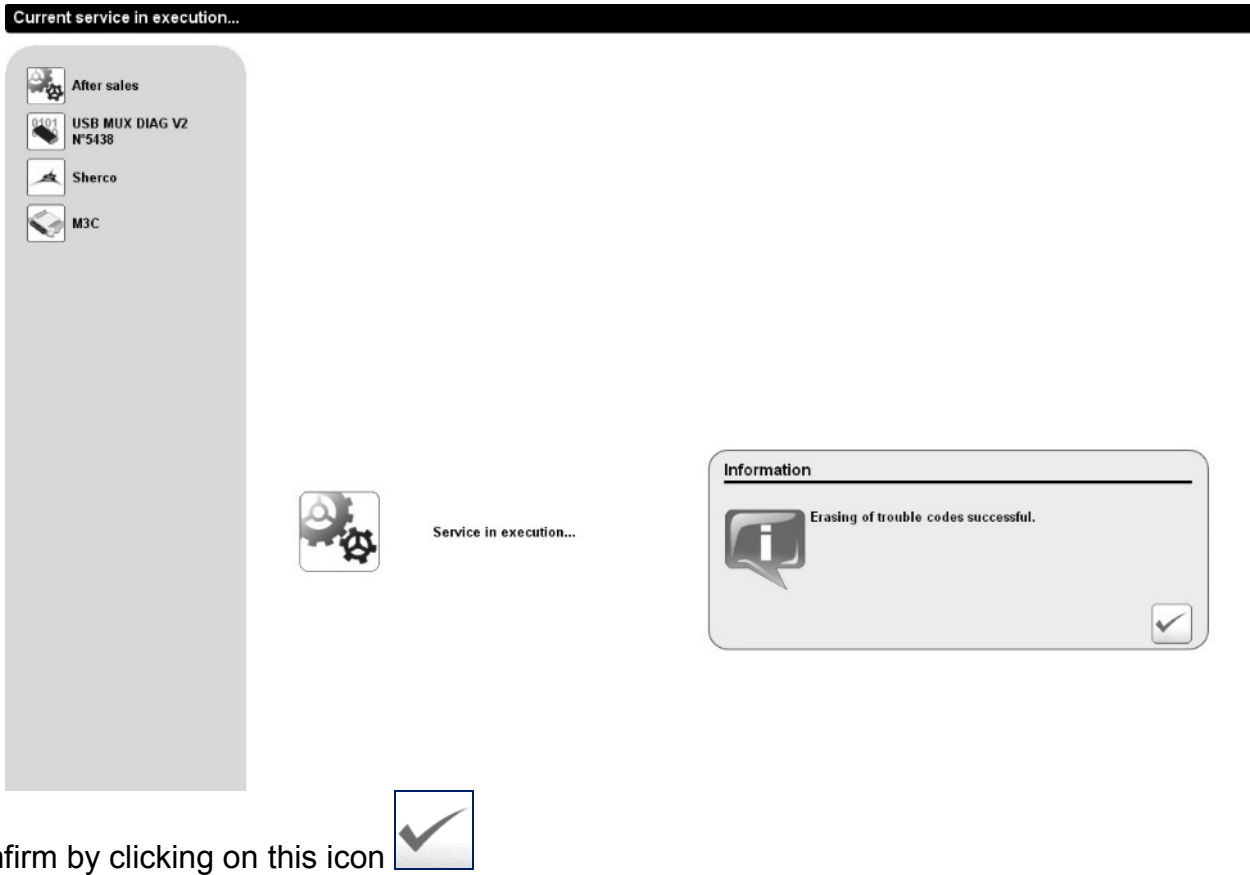 Current service in execution...
After sales
0101
USB MUX DIAG V2
N°5438
Sherco
M3C
Information
Erasing of trouble codes successful.
Service in execution...
nfirm by clicking on this icon